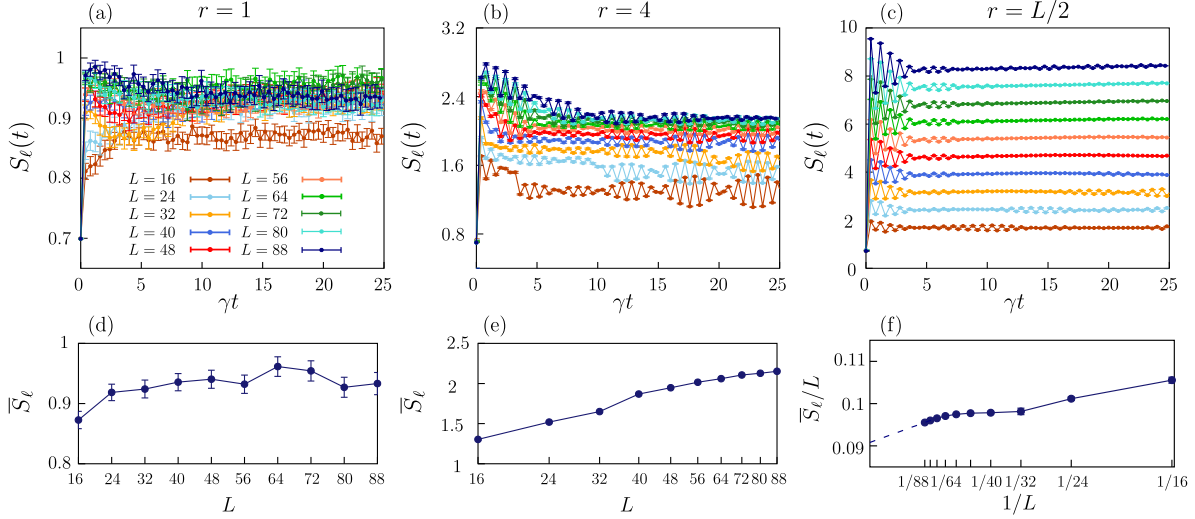 (a) r = 1
(b) r = 4
(c) r = L/2
S_ℓ(t)
1
0.9
0.8
0.7
L = 16
L = 24
L = 32
L = 40
L = 48
L = 56
L = 64
L = 72
L = 80
L = 88
0 5 10 15 20 25
γt
S_ℓ(t)
3.2
2.4
1.6
0.8
0 5 10 15 20 25
γt
S_ℓ(t)
10
8
6
4
2
0
0 5 10 15 20 25
γt
(d)
S̅_ℓ
1
0.9
0.8
16 24 32 40 48 56 64 72 80 88
L
(e)
S̅_ℓ
2.5
2
1.5
1
16 24 32 40 48 56 64 72 80 88
L
(f)
S̅_ℓ/L
0.11
0.1
0.09
1/88 1/64 1/40 1/32 1/24 1/16
1/L